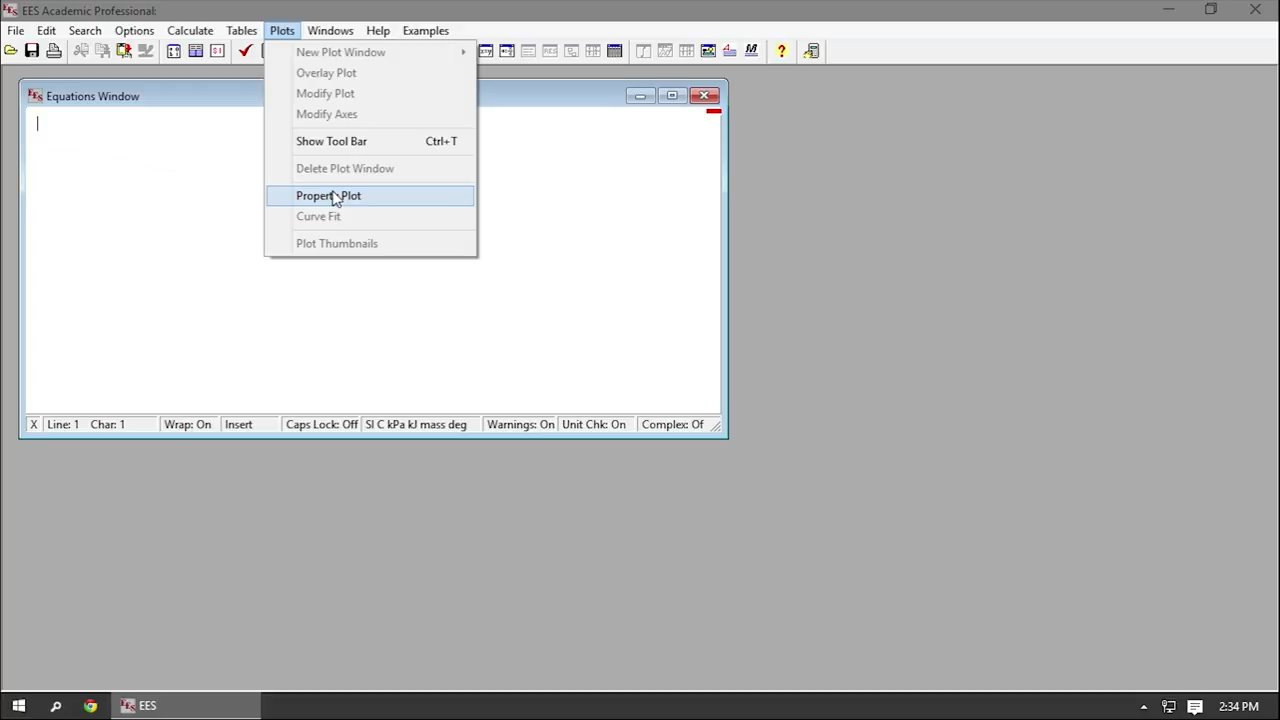 EES Academic Professional:
File Edit Search Options Calculate Tables Plots Windows Help Examples
New Plot Window
Overlay Plot
Modify Plot
Modify Axes
Show Tool Bar Ctrl+T
Delete Plot Window
Property Plot
Curve Fit
Plot Thumbnails
EES Equations Window
X Line: 1 Char: 1 Wrap: On Insert Caps Lock: Off SI C kPa kJ mass deg Warnings: On Unit Chk: On Complex: Of
EES 2:34 PM